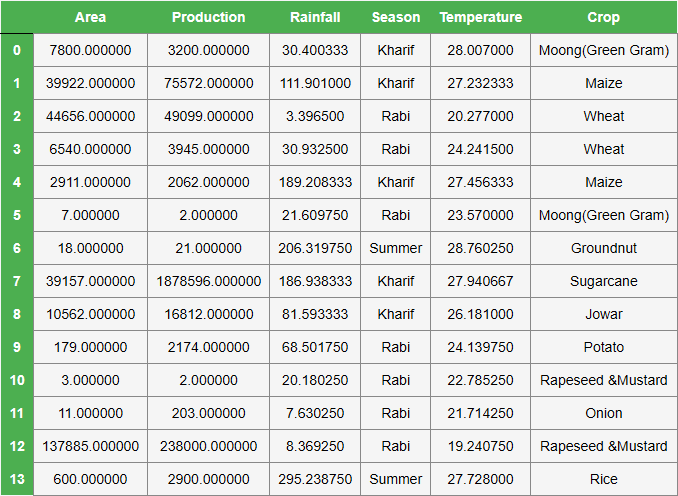 Area Production Rainfall Season Temperature Crop
0 7800.000000 3200.000000 30.400333 Kharif 28.007000 Moong(Green Gram)
1 39922.000000 75572.000000 111.901000 Kharif 27.232333 Maize
2 44656.000000 49099.000000 3.396500 Rabi 20.277000 Wheat
3 6540.000000 3945.000000 30.932500 Rabi 24.241500 Wheat
4 2911.000000 2062.000000 189.208333 Kharif 27.456333 Maize
5 7.000000 2.000000 21.609750 Rabi 23.570000 Moong(Green Gram)
6 18.000000 21.000000 206.319750 Summer 28.760250 Groundnut
7 39157.000000 1878596.000000 186.938333 Kharif 27.940667 Sugarcane
8 10562.000000 16812.000000 81.593333 Kharif 26.181000 Jowar
9 179.000000 2174.000000 68.501750 Rabi 24.139750 Potato
10 3.000000 2.000000 20.180250 Rabi 22.785250 Rapeseed &Mustard
11 11.000000 203.000000 7.630250 Rabi 21.714250 Onion
12 137885.000000 238000.000000 8.369250 Rabi 19.240750 Rapeseed &Mustard
13 600.000000 2900.000000 295.238750 Summer 27.728000 Rice